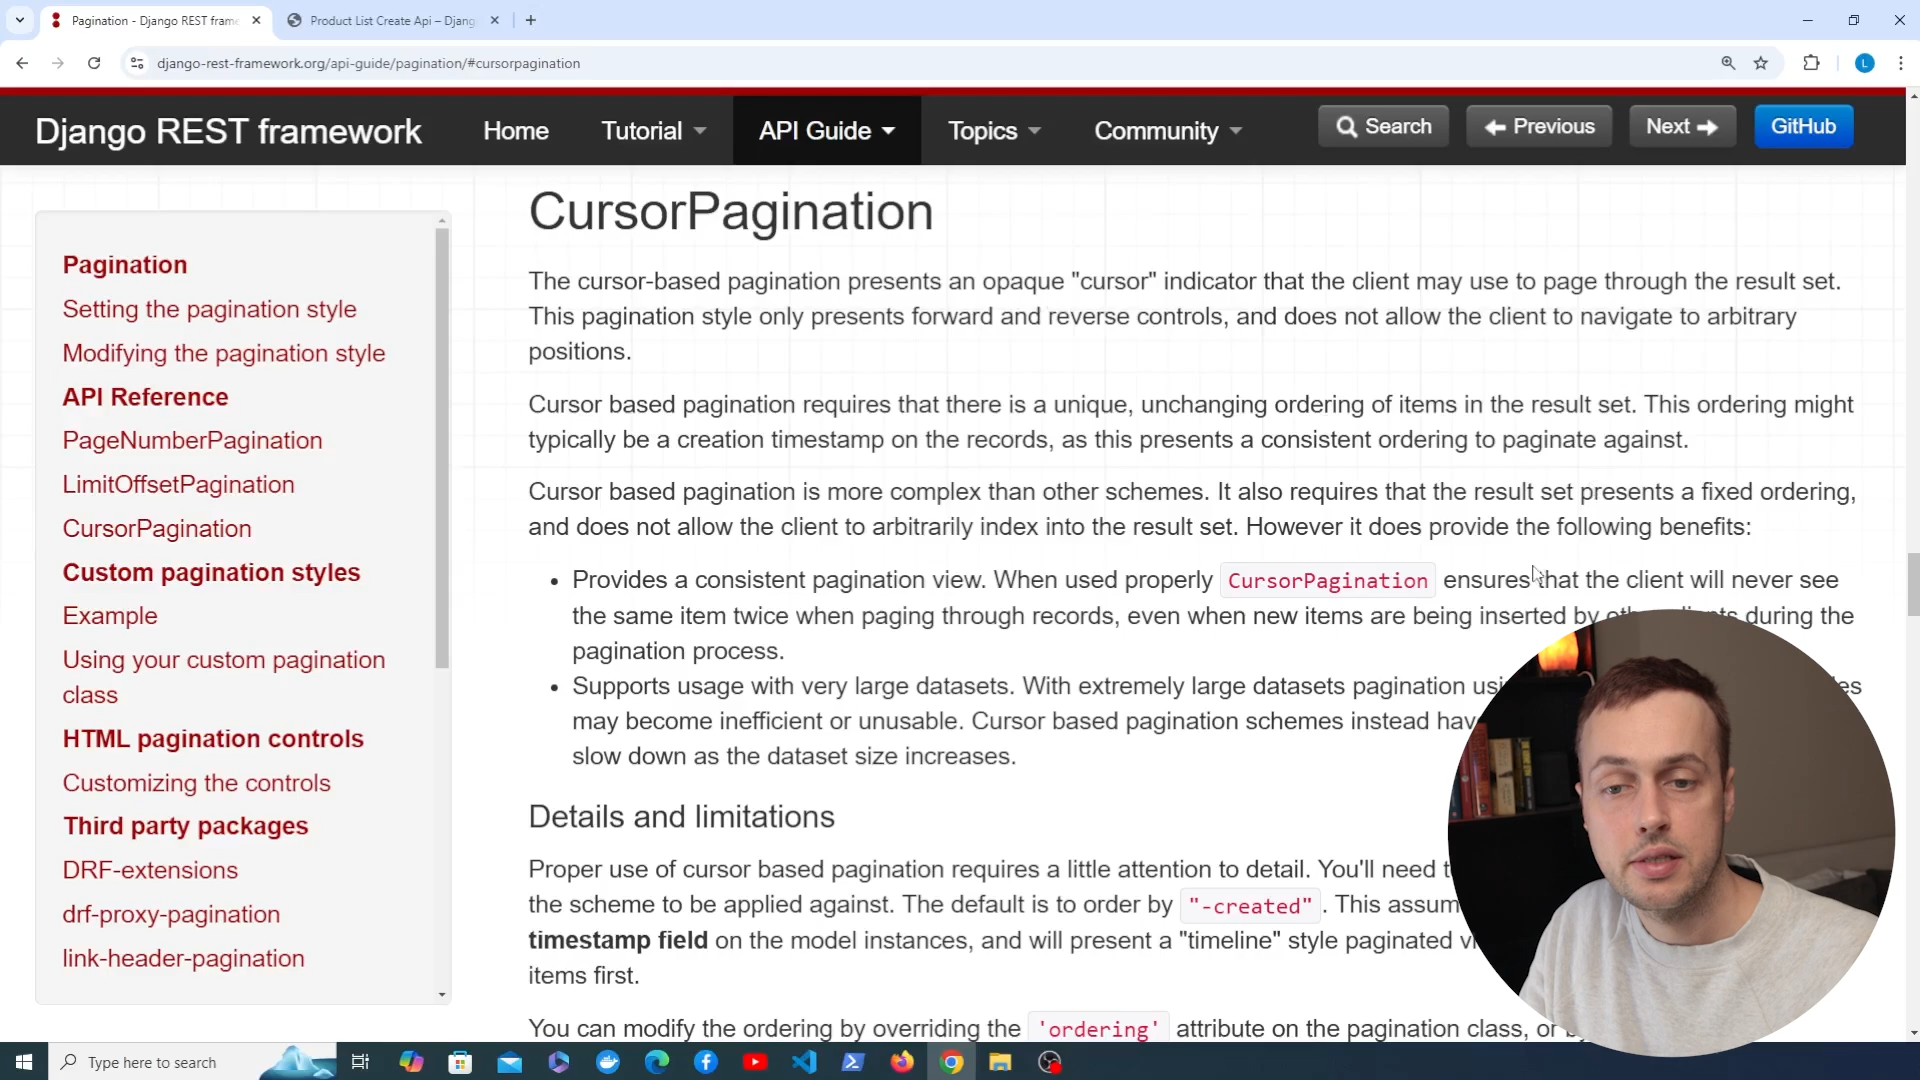 Pagination - Django REST frame
Product List Create Api – Djang
django-rest-framework.org/api-guide/pagination/#cursorpagination
L
Django REST framework
Home
Tutorial
API Guide
Topics
Community
Search
Previous
Next
GitHub
Pagination
Setting the pagination style
Modifying the pagination style
API Reference
PageNumberPagination
LimitOffsetPagination
CursorPagination
Custom pagination styles
Example
Using your custom pagination
class
HTML pagination controls
Customizing the controls
Third party packages
DRF-extensions
drf-proxy-pagination
link-header-pagination
CursorPagination
The cursor-based pagination presents an opaque "cursor" indicator that the client may use to page through the result set.
This pagination style only presents forward and reverse controls, and does not allow the client to navigate to arbitrary
positions.
Cursor based pagination requires that there is a unique, unchanging ordering of items in the result set. This ordering might
typically be a creation timestamp on the records, as this presents a consistent ordering to paginate against.
Cursor based pagination is more complex than other schemes. It also requires that the result set presents a fixed ordering,
and does not allow the client to arbitrarily index into the result set. However it does provide the following benefits:
• Provides a consistent pagination view. When used properly CursorPagination ensures that the client will never see
the same item twice when paging through records, even when new items are being inserted by other clients during the
pagination process.
• Supports usage with very large datasets. With extremely large datasets pagination
may become inefficient or unusable. Cursor based pagination schemes instead
slow down as the dataset size increases.
Details and limitations
Proper use of cursor based pagination requires a little attention to detail. You'll need
the scheme to be applied against. The default is to order by "-created". This
timestamp field on the model instances, and will present a "timeline" style paginated
items first.
You can modify the ordering by overriding the 'ordering' attribute on the pagination class, or
Type here to search